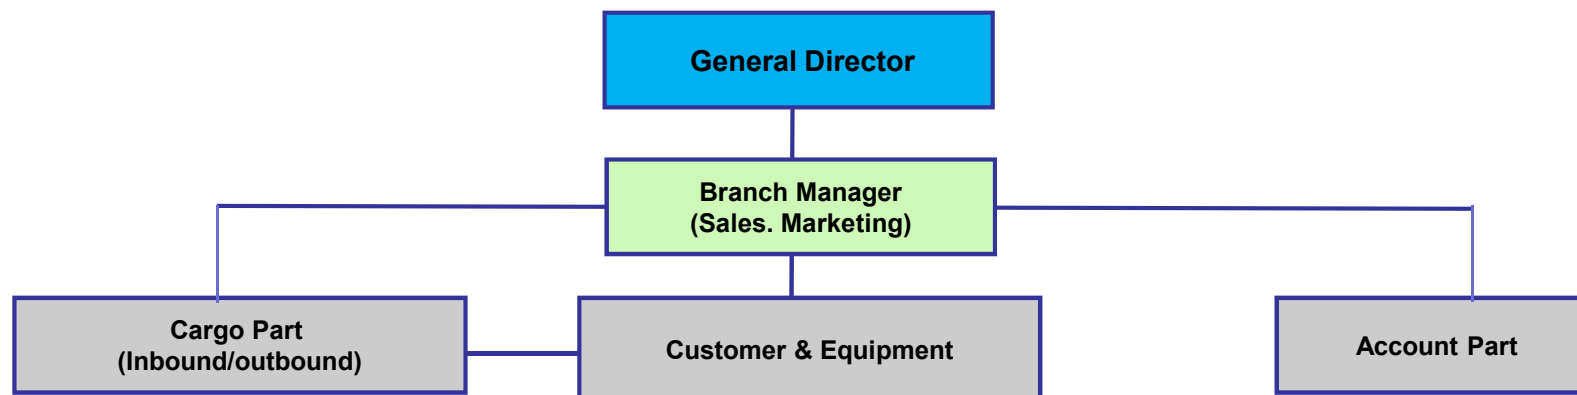 General Director
Branch Manager
(Sales. Marketing)
Cargo Part
(Inbound/outbound)
Customer & Equipment
Account Part